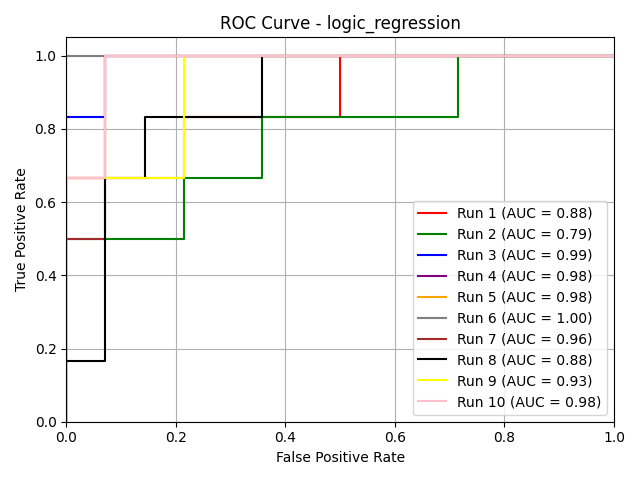 ROC Curve - logic_regression
True Positive Rate
1.0
0.8
0.6
0.4
0.2
0.0
Run 1 (AUC = 0.88)
Run 2 (AUC = 0.79)
Run 3 (AUC = 0.99)
Run 4 (AUC = 0.98)
Run 5 (AUC = 0.98)
Run 6 (AUC = 1.00)
Run 7 (AUC = 0.96)
Run 8 (AUC = 0.88)
Run 9 (AUC = 0.93)
Run 10 (AUC = 0.98)
0.0 0.2 0.4 0.6 0.8 1.0
False Positive Rate